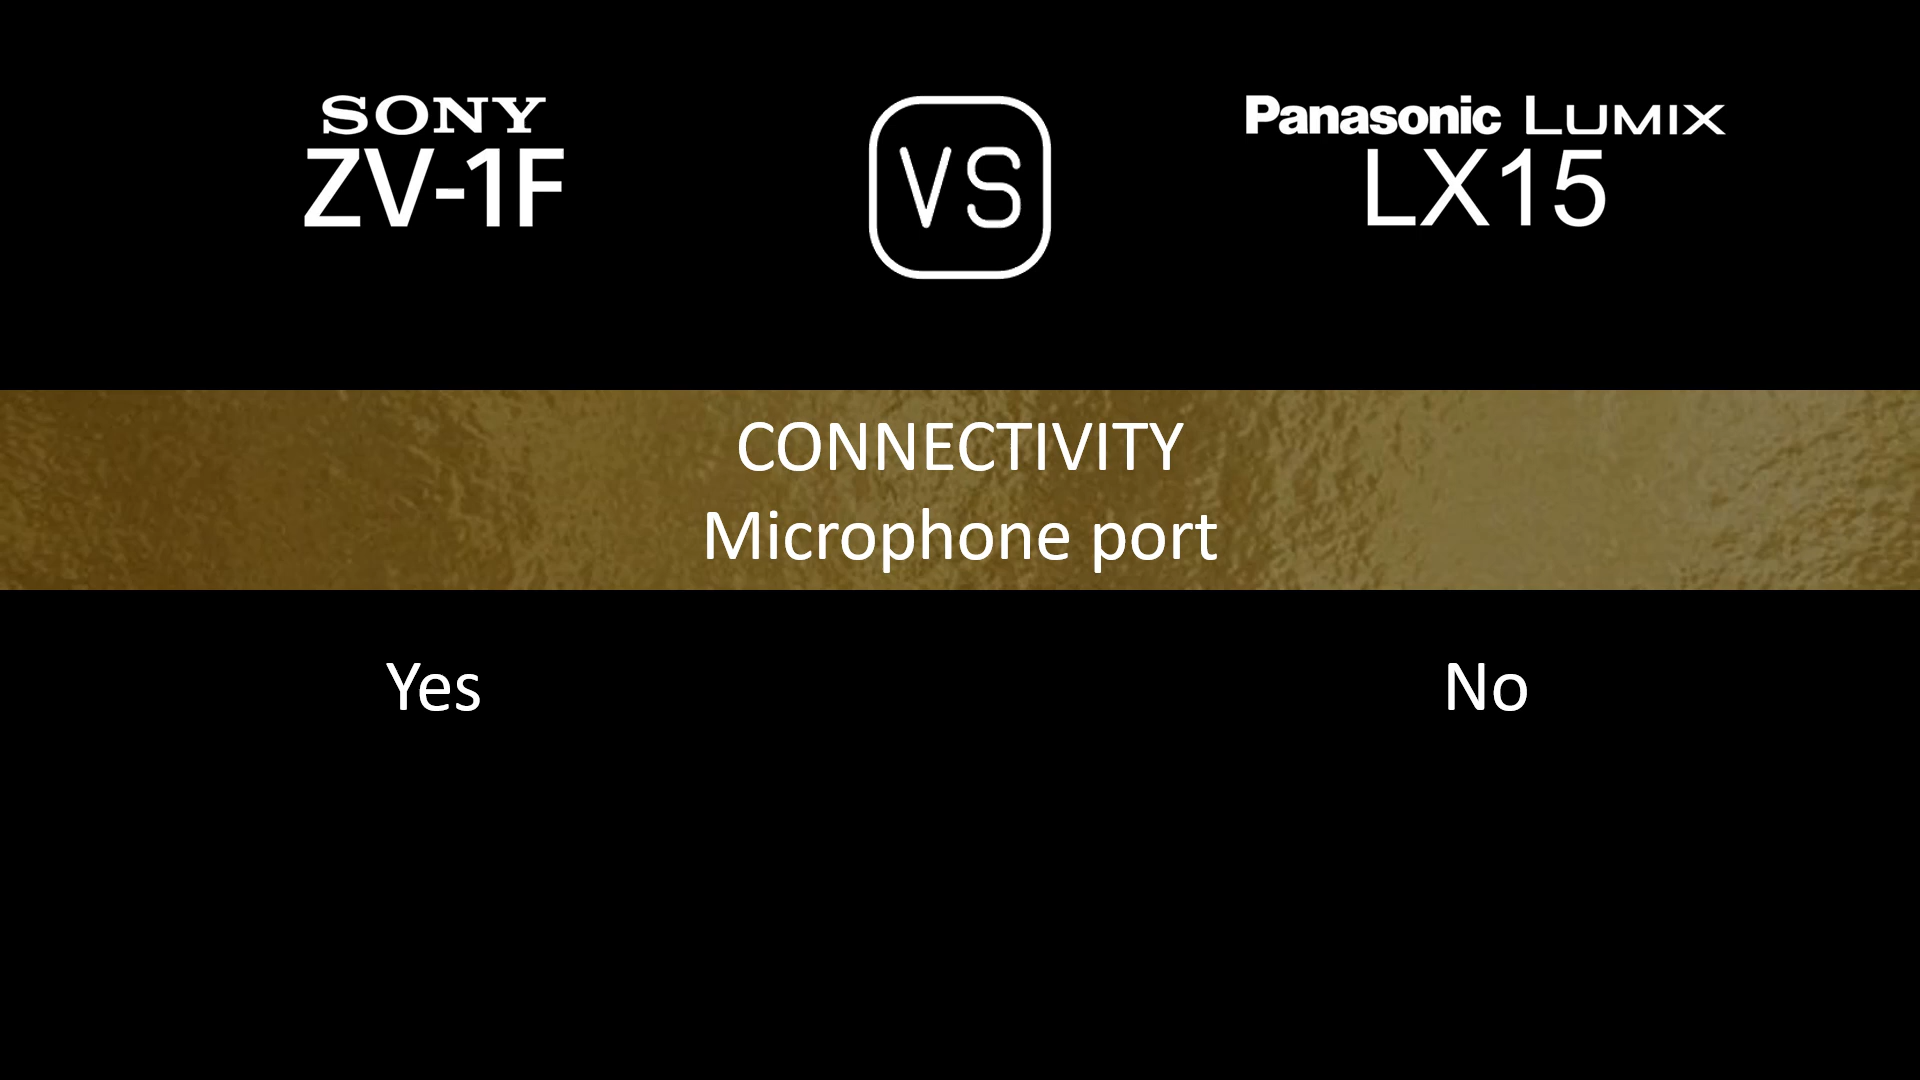 SONY
ZV-1F
VS
Panasonic LUMIX
LX15
CONNECTIVITY
Microphone port
Yes
No